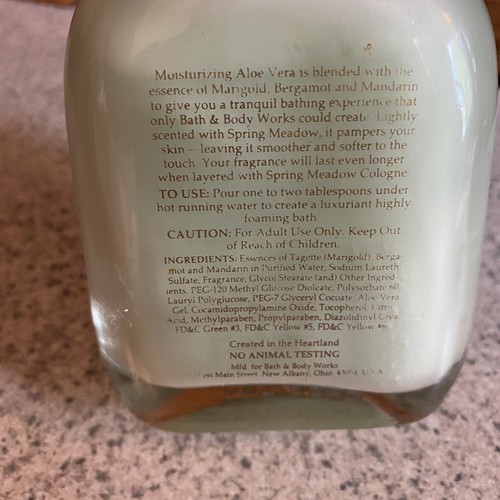 Moisturizing Aloe Vera is blended with the
essence of Marigold, Bergamot and Mandarin
to give you a tranquil bathing experience that
only Bath & Body Works could create. Lightly
scented with Spring Meadow, it pampers your
skin -- leaving it smoother and softer to the
touch. Your fragrance will last even longer
when layered with Spring Meadow Cologne.
TO USE: Pour one to two tablespoons under
hot running water to create a luxuriant highly
foaming bath.
CAUTION: For Adult Use Only. Keep Out
of Reach of Children.
INGREDIENTS: Essences of Tagette (Marigold), Berga-
mot and Mandarin in Purified Water, Sodium Laureth
Sulfate, Fragrance, Glycol Stearate (and) Other Ingred-
ients, PEG-120 Methyl Glucose Dioleate, Polysorbate 60,
Lauryl Polyglucose, PEG-7 Glyceryl Cocoate, Aloe Vera
Gel, Cocamidopropylamine Oxide, Tocopherol, Citric
Acid, Methylparaben, Propylparaben, Diazolidinyl Urea,
FD&C Green #3, FD&C Yellow #5, FD&C Yellow #6.
Created in the Heartland
NO ANIMAL TESTING
Mfd. for Bath & Body Works
Main Street, New Albany, Ohio 43054, U.S.A.